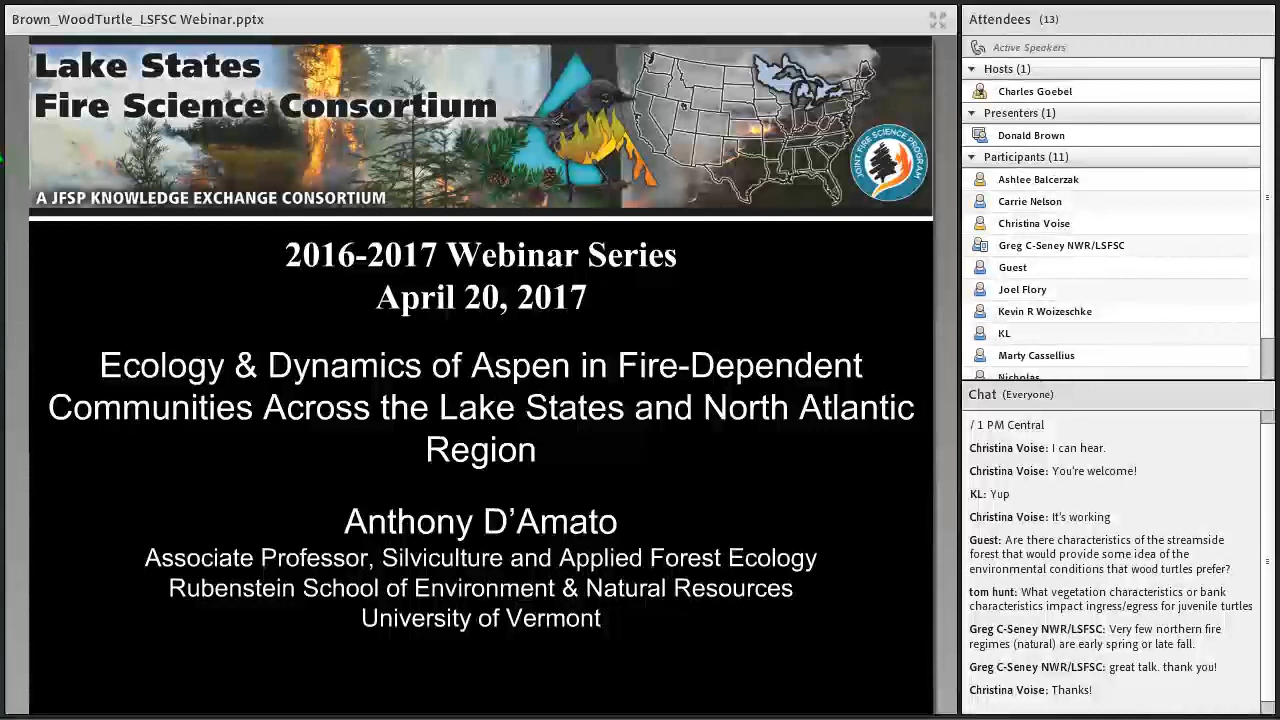 Brown_WoodTurtle_LSFSC Webinar.pptx
Lake States
Fire Science Consortium
JOINT FIRE SCIENCE PROGRAM
A JFSP KNOWLEDGE EXCHANGE CONSORTIUM
2016-2017 Webinar Series
April 20, 2017
Ecology & Dynamics of Aspen in Fire-Dependent
Communities Across the Lake States and North Atlantic
Region
Anthony D’Amato
Associate Professor, Silviculture and Applied Forest Ecology
Rubenstein School of Environment & Natural Resources
University of Vermont
Attendees (13)
Active Speakers
Hosts (1)
Charles Goebel
Presenters (1)
Donald Brown
Participants (11)
Ashlee Balcerzak
Carrie Nelson
Christina Voise
Greg C-Seney NWR/LSFSC
Guest
Joel Flory
Kevin R Woizeschke
KL
Marty Cassellius
Nicholas
Chat (Everyone)
/ 1 PM Central
Christina Voise: I can hear.
Christina Voise: You're welcome!
KL: Yup
Christina Voise: It's working
Guest: Are there characteristics of the streamside
forest that would provide some idea of the
environmental conditions that wood turtles prefer?
tom hunt: What vegetation characteristics or bank
characteristics impact ingress/egress for juvenile turtles
Greg C-Seney NWR/LSFSC: Very few northern fire
regimes (natural) are early spring or late fall.
Greg C-Seney NWR/LSFSC: great talk. thank you!
Christina Voise: Thanks!